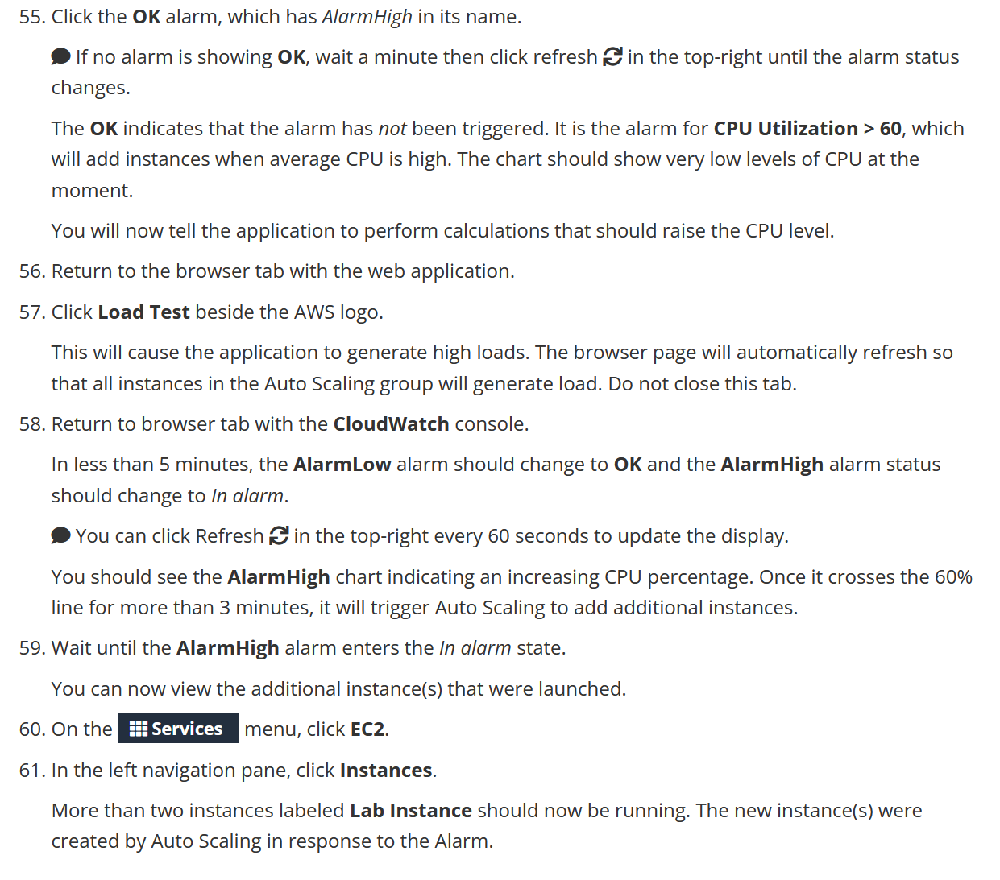 55. Click the OK alarm, which has AlarmHigh in its name.
If no alarm is showing OK, wait a minute then click refresh in the top-right until the alarm status
changes.
The OK indicates that the alarm has not been triggered. It is the alarm for CPU Utilization > 60, which
will add instances when average CPU is high. The chart should show very low levels of CPU at the
moment.
You will now tell the application to perform calculations that should raise the CPU level.
56. Return to the browser tab with the web application.
57. Click Load Test beside the AWS logo.
This will cause the application to generate high loads. The browser page will automatically refresh so
that all instances in the Auto Scaling group will generate load. Do not close this tab.
58. Return to browser tab with the CloudWatch console.
In less than 5 minutes, the AlarmLow alarm should change to OK and the AlarmHigh alarm status
should change to In alarm.
You can click Refresh in the top-right every 60 seconds to update the display.
You should see the AlarmHigh chart indicating an increasing CPU percentage. Once it crosses the 60%
line for more than 3 minutes, it will trigger Auto Scaling to add additional instances.
59. Wait until the AlarmHigh alarm enters the In alarm state.
You can now view the additional instance(s) that were launched.
60. On the Services menu, click EC2.
61. In the left navigation pane, click Instances.
More than two instances labeled Lab Instance should now be running. The new instance(s) were
created by Auto Scaling in response to the Alarm.